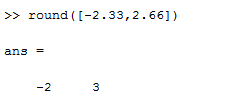 >> round([-2.33,2.66])
ans =
-2 3